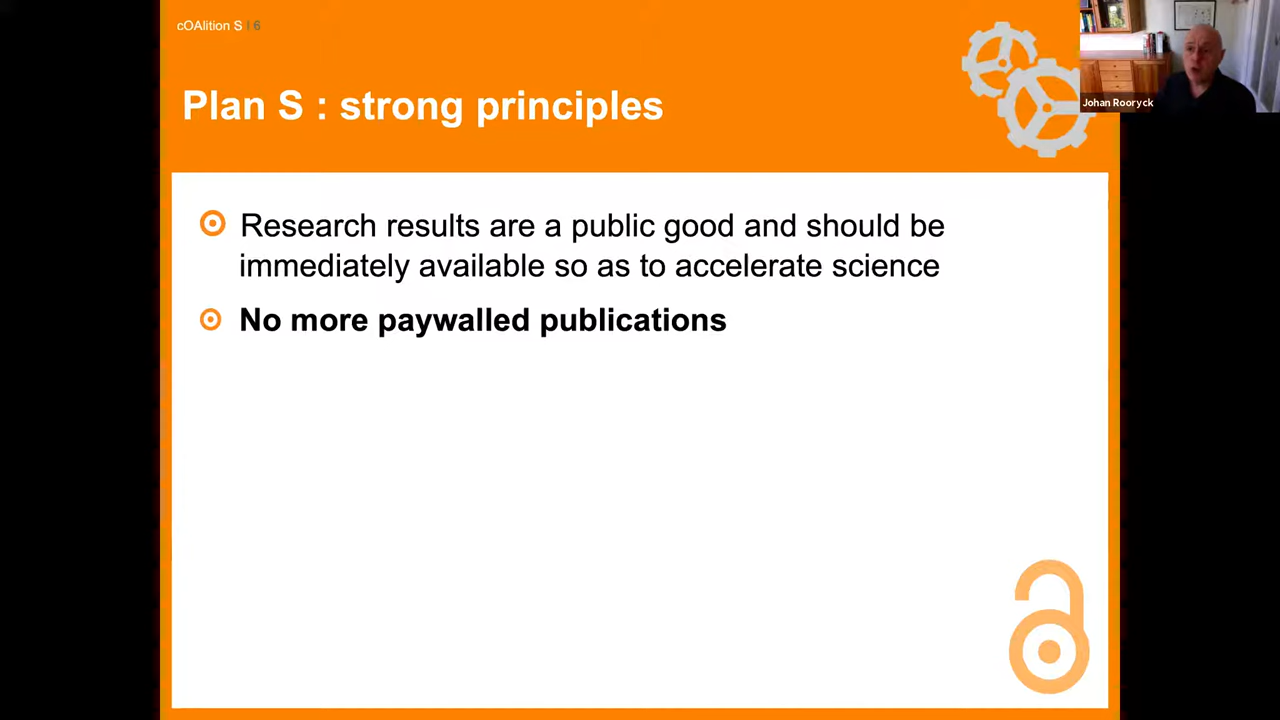 cOAlition S | 6
Johan Rooryck
Plan S : strong principles
Research results are a public good and should be
immediately available so as to accelerate science
No more paywalled publications